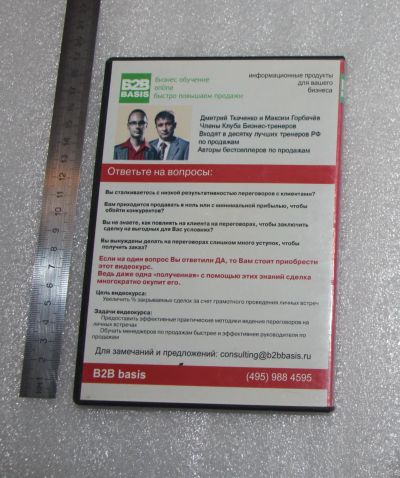 B2B
BASIS
бизнес обучение
online
быстро повышаем продажи
информационные продукты
для вашего
бизнеса
Дмитрий Ткаченко и Максим Горбачёв
Члены Клуба Бизнес-тренеров
Входят в десятку лучших тренеров РФ
по продажам
Авторы бестселлеров по продажам
Ответьте на вопросы:
Вы сталкиваетесь с низкой результативностью переговоров с клиентами?
Вам приходится продавать в ноль или с минимальной прибылью, чтобы
обойти конкурентов?
Вы не знаете, как повлиять на клиента на переговорах, чтобы заключить
сделку на выгодных для Вас условиях?
Вы вынуждены делать на переговорах слишком много уступок, чтобы
получить заказ?
Если на один вопрос Вы ответили ДА, то Вам стоит приобрести
этот видеокурс.
Ведь даже одна «полученная» с помощью этих знаний сделка
многократно окупит его.
Цель видеокурса:
Увеличить % закрываемых сделок за счет грамотного проведения личных встреч
Задачи видеокурса:
Предоставить эффективные практические методики ведения переговоров на
личных встречах
Обучать менеджеров по продажам быстрее и эффективнее руководителя по
продажам
Для замечаний и предложений: consulting@b2bbasis.ru
B2B basis
(495) 988 4595